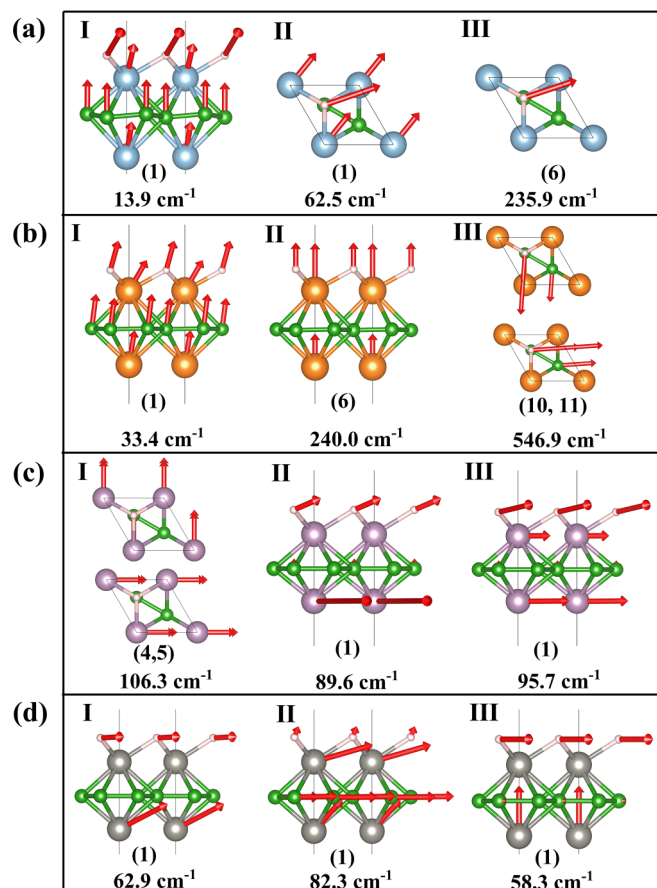 (a)
I
II
III
(1)
(1)
(6)
13.9 cm⁻¹
62.5 cm⁻¹
235.9 cm⁻¹
(b)
I
II
III
(1)
(6)
(10, 11)
33.4 cm⁻¹
240.0 cm⁻¹
546.9 cm⁻¹
(c)
I
II
III
(4,5)
(1)
(1)
106.3 cm⁻¹
89.6 cm⁻¹
95.7 cm⁻¹
(d)
I
II
III
(1)
(1)
(1)
62.9 cm⁻¹
82.3 cm⁻¹
58.3 cm⁻¹